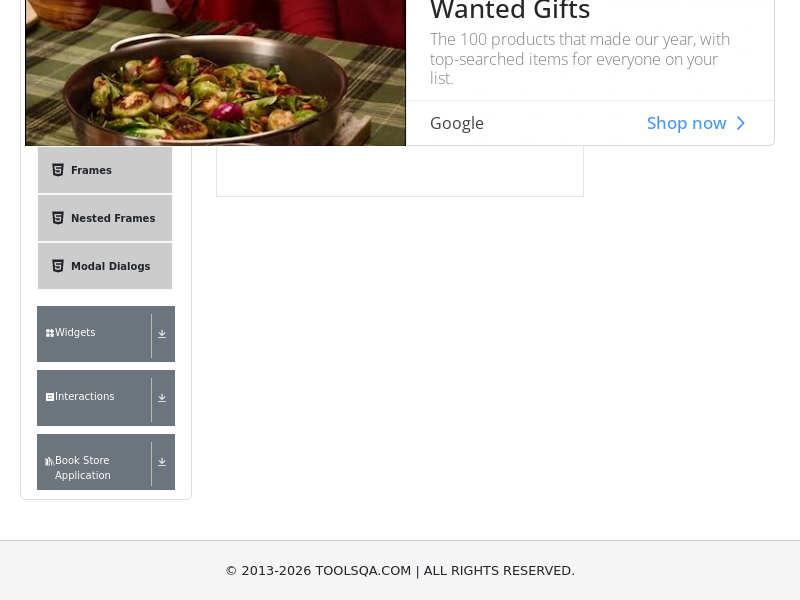 Wanted Gifts
The 100 products that made our year, with
top-searched items for everyone on your
list.
Google
Shop now
Frames
Nested Frames
Modal Dialogs
Widgets
Interactions
Book Store
Application
© 2013-2026 TOOLSQA.COM | ALL RIGHTS RESERVED.